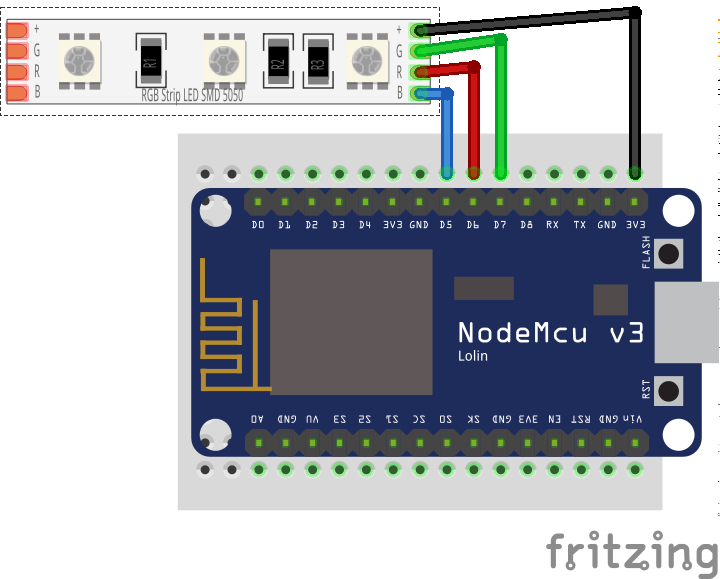 + +
G G
R R
B B
R1 R2 R3
RGB Strip LED SMD 5050
D0 D1 D2 D3 D4 3V3 GND D5 D6 D7 D8 RX TX GND 3V3
FLASH
NodeMcu v3
Lolin
RST
A0 GND VU S3 S2 S1 SC S0 SK GND 3V3 EN RST GND Vin
fritzing